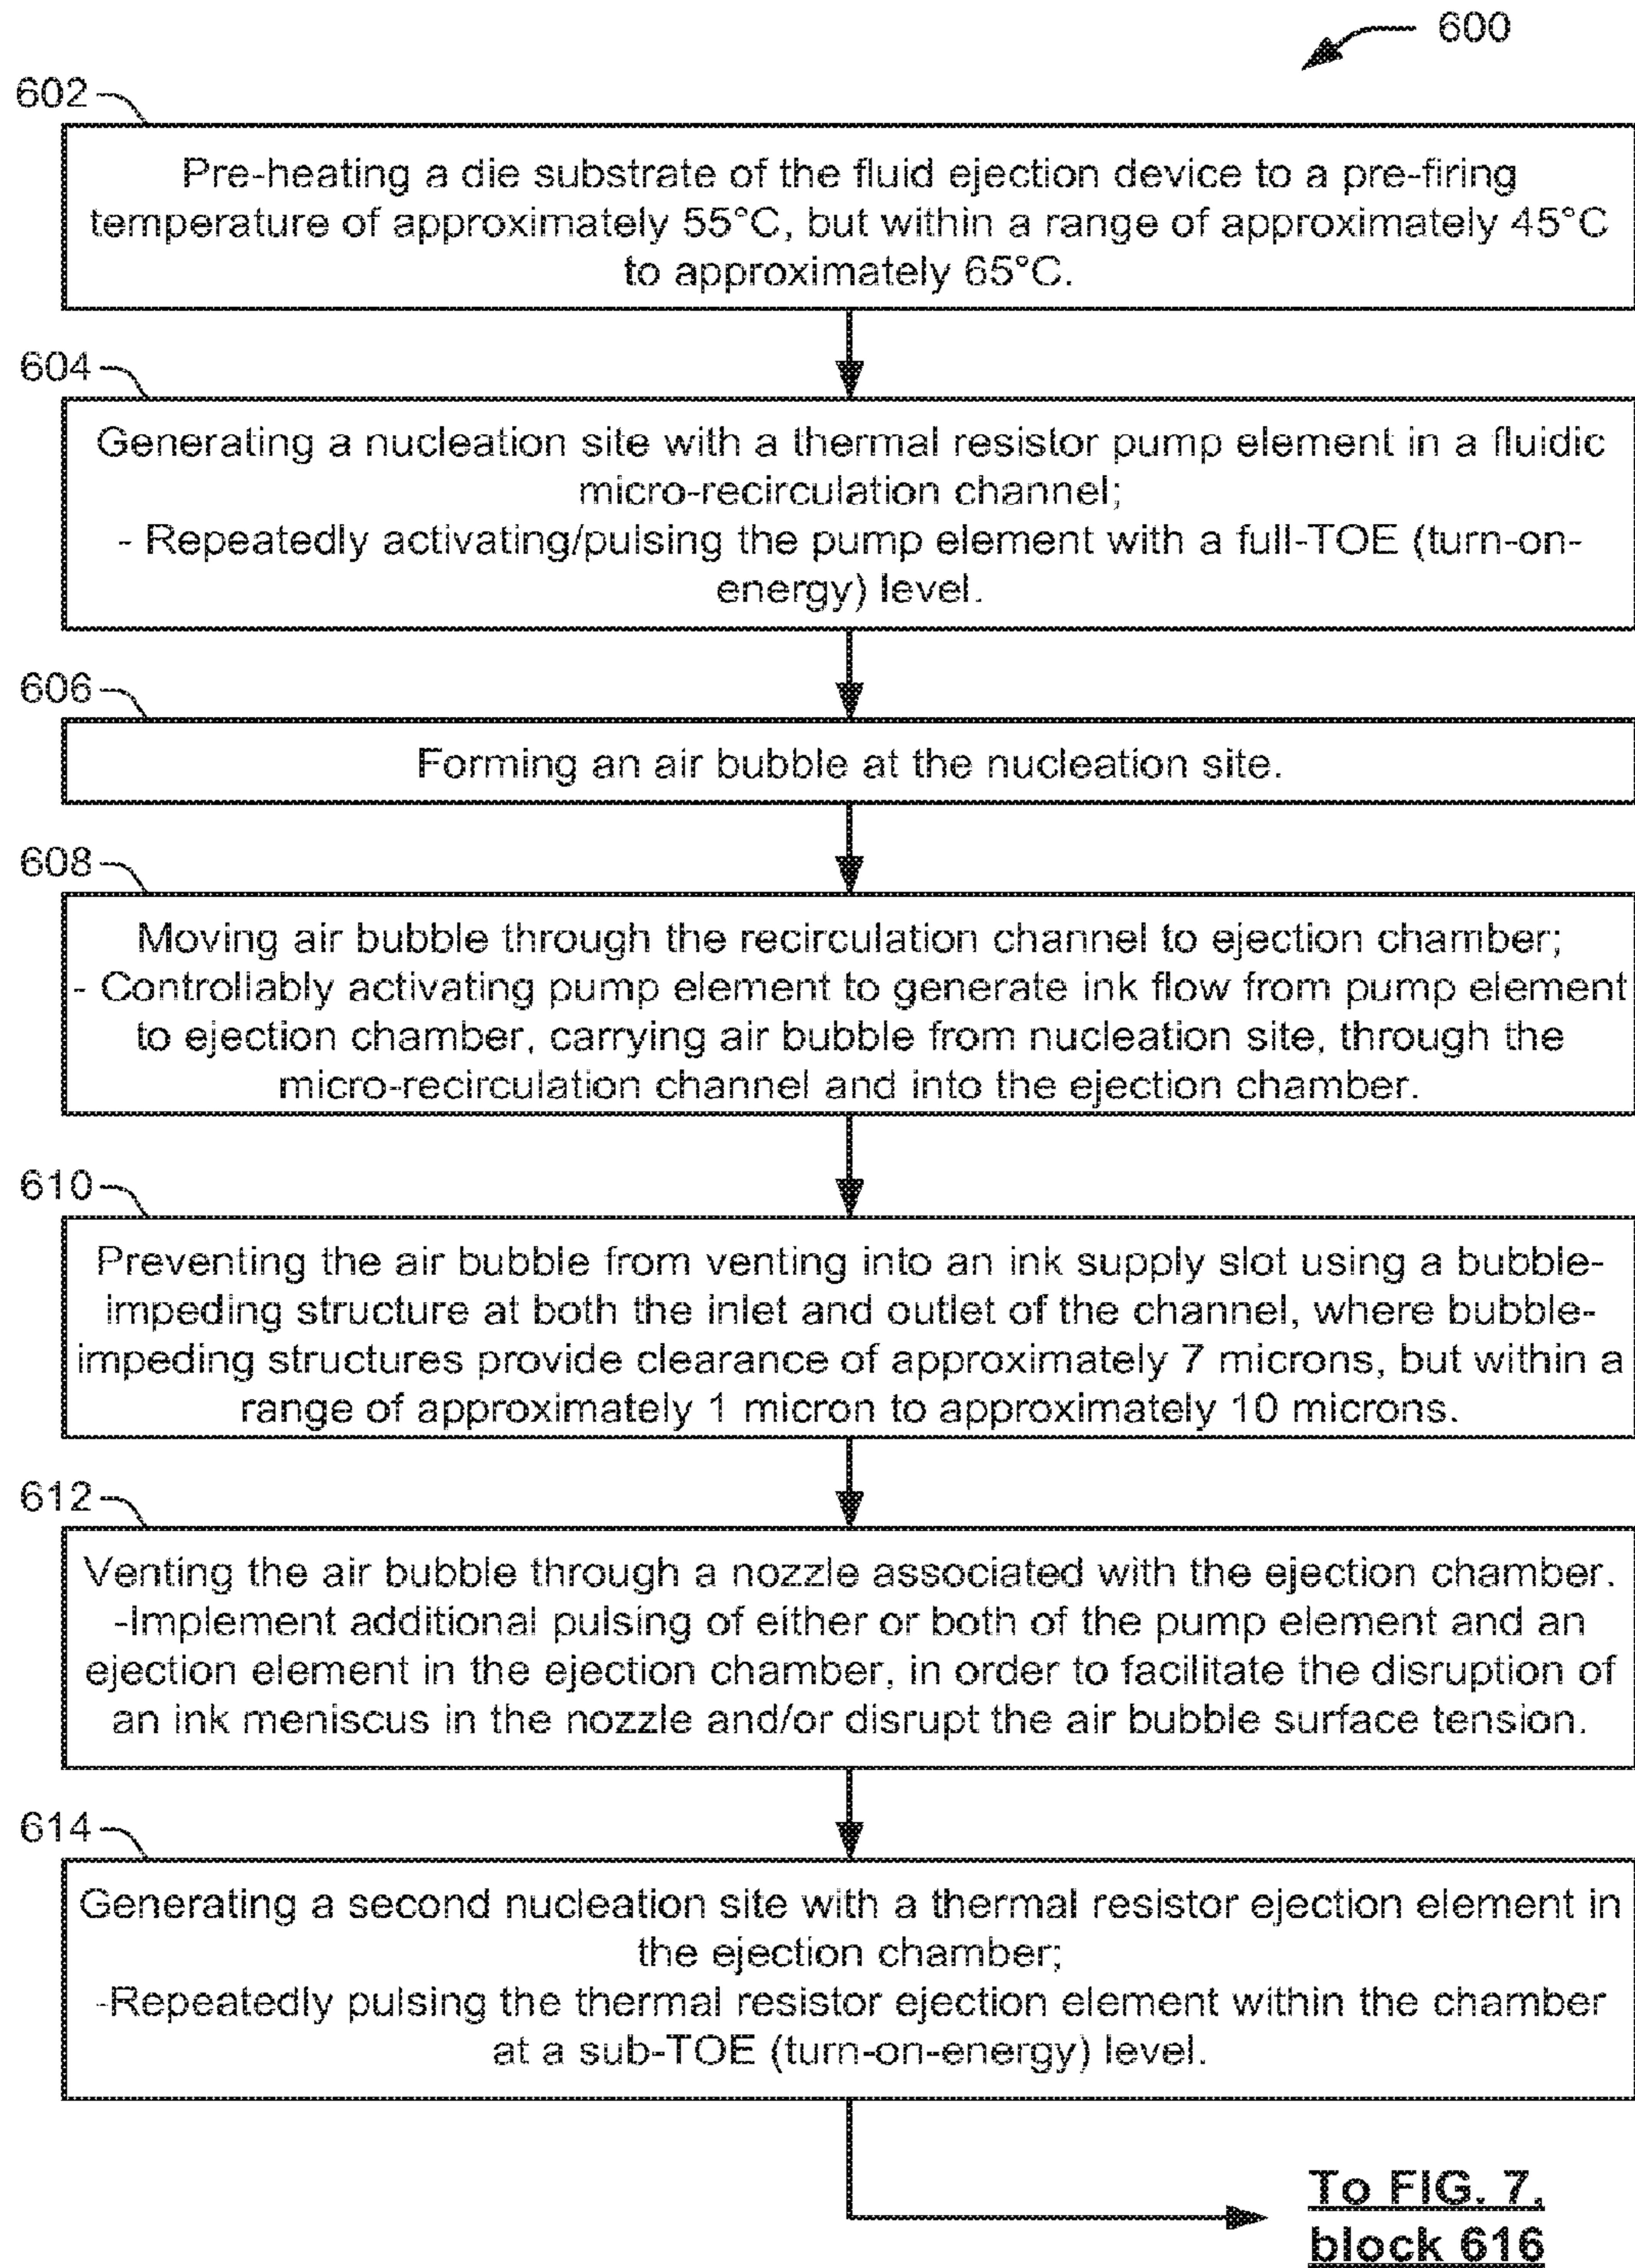 600
602
Pre-heating a die substrate of the fluid ejection device to a pre-firing
temperature of approximately 55°C, but within a range of approximately 45°C
to approximately 65°C.
604
Generating a nucleation site with a thermal resistor pump element in a fluidic
micro-recirculation channel;
- Repeatedly activating/pulsing the pump element with a full-TOE (turn-on-
energy) level.
606
Forming an air bubble at the nucleation site.
608
Moving air bubble through the recirculation channel to ejection chamber;
- Controllably activating pump element to generate ink flow from pump element
to ejection chamber, carrying air bubble from nucleation site, through the
micro-recirculation channel and into the ejection chamber.
610
Preventing the air bubble from venting into an ink supply slot using a bubble-
impeding structure at both the inlet and outlet of the channel, where bubble-
impeding structures provide clearance of approximately 7 microns, but within a
range of approximately 1 micron to approximately 10 microns.
612
Venting the air bubble through a nozzle associated with the ejection chamber.
-Implement additional pulsing of either or both of the pump element and an
ejection element in the ejection chamber, in order to facilitate the disruption of
an ink meniscus in the nozzle and/or disrupt the air bubble surface tension.
614
Generating a second nucleation site with a thermal resistor ejection element in
the ejection chamber;
-Repeatedly pulsing the thermal resistor ejection element within the chamber
at a sub-TOE (turn-on-energy) level.
To FIG. 7,
block 616